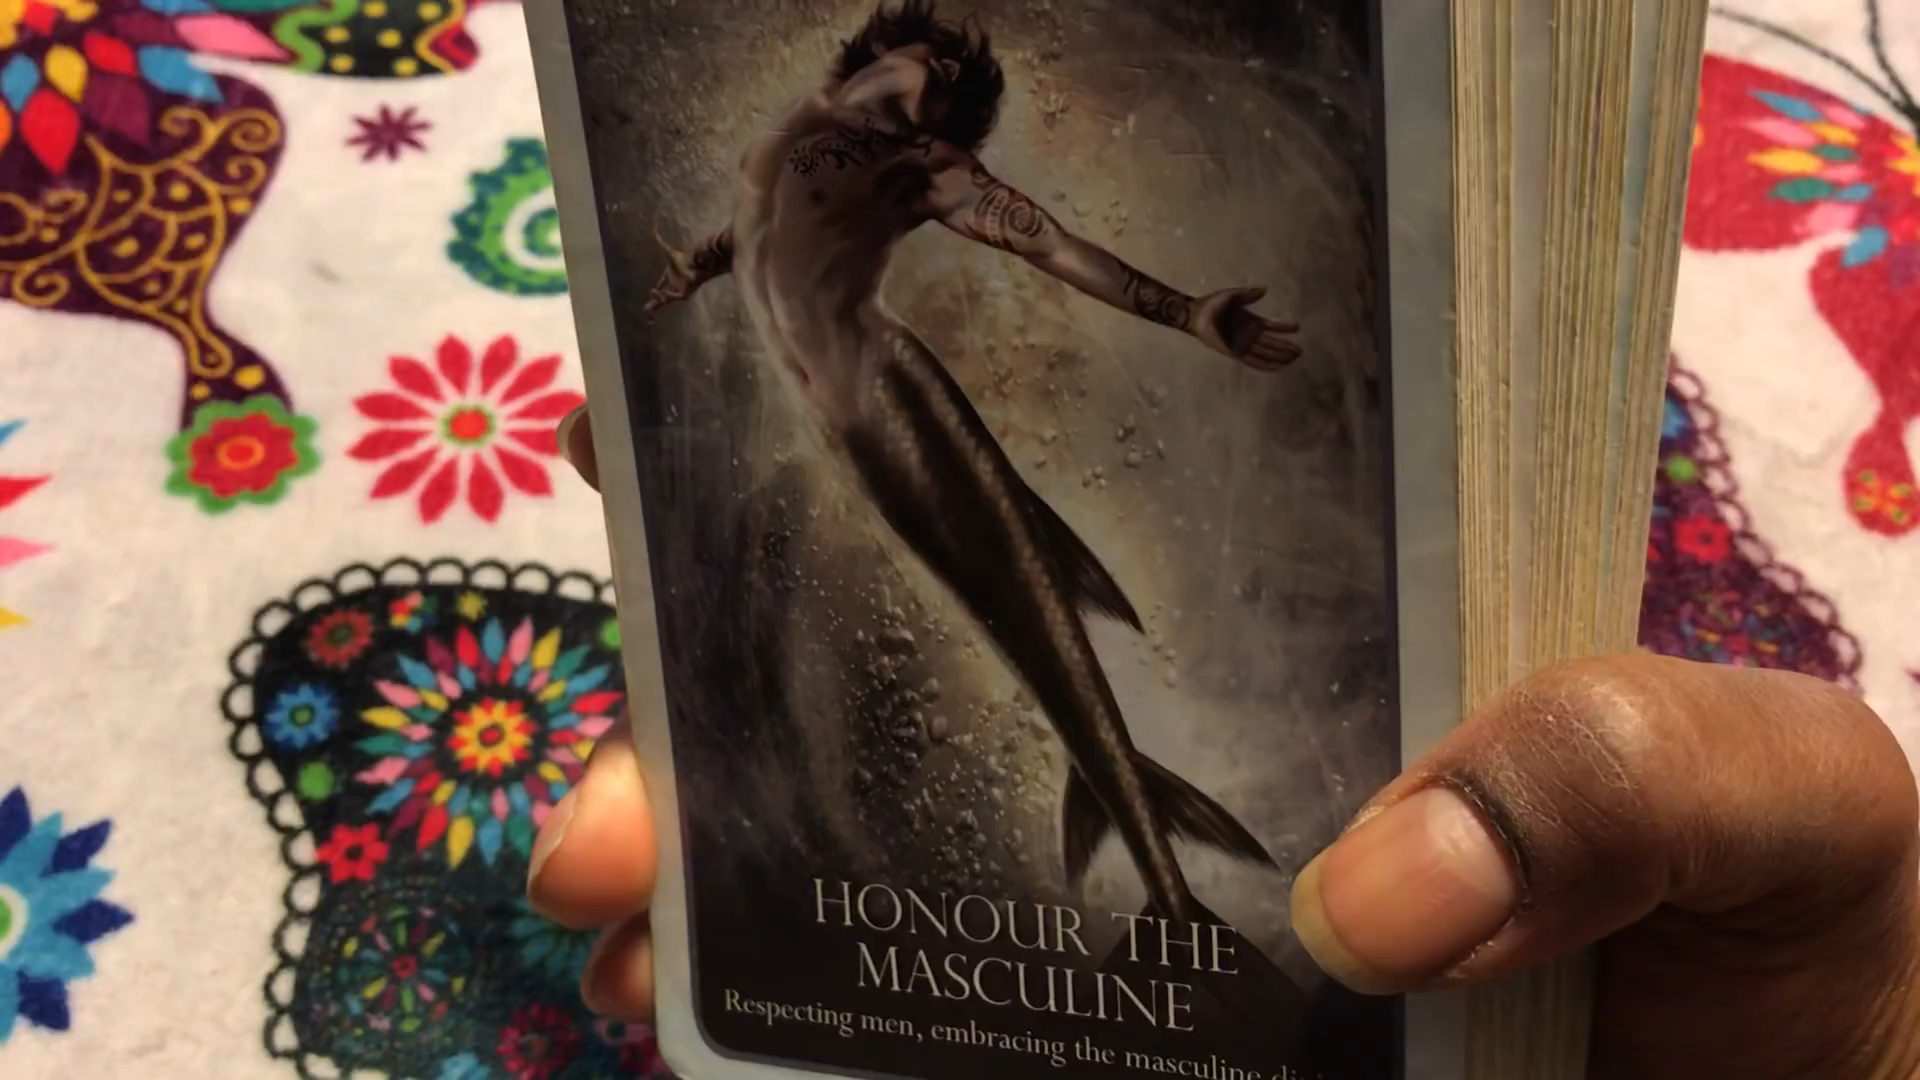 HONOUR THE
MASCULINE
Respecting men, embracing the masculine